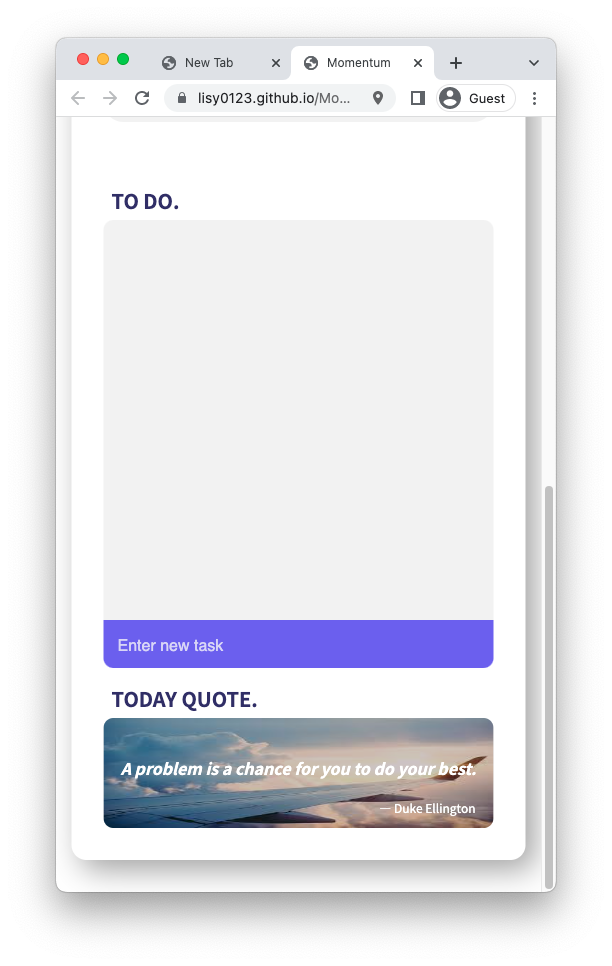 New Tab
Momentum
lisy0123.github.io/Mo...
Guest
TO DO.
Enter new task
TODAY QUOTE.
A problem is a chance for you to do your best.
— Duke Ellington